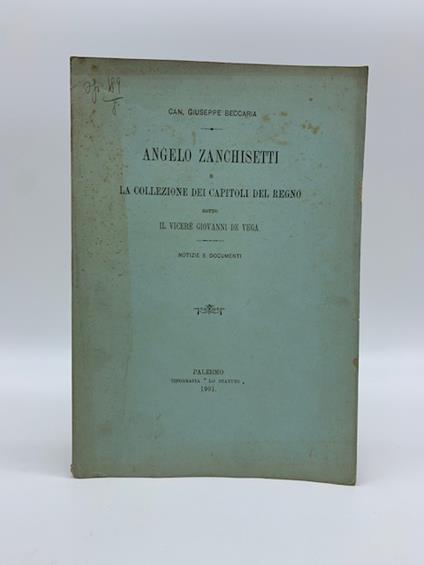 189
CAN. GIUSEPPE BECCARIA
ANGELO ZANCHISETTI
E
LA COLLEZIONE DEI CAPITOLI DEL REGNO
SOTTO
IL VICERÈ GIOVANNI DE VEGA
NOTIZIE E DOCUMENTI
PALERMO
TIPOGRAFIA "LO STATUTO„
1901.